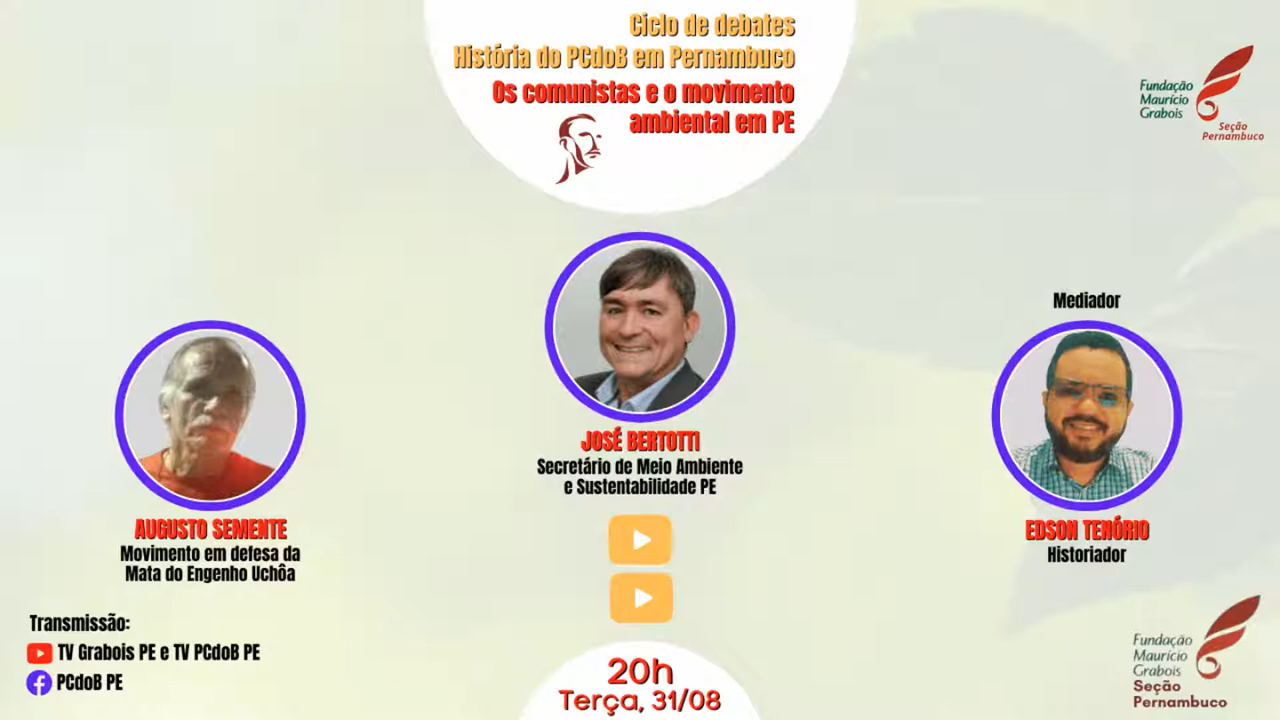 Ciclo de debates
História do PCdoB em Pernambuco
Os comunistas e o movimento
ambiental em PE
Fundação
Maurício
Grabois
Seção
Pernambuco
JOSÉ BERTOTTI
Secretário de Meio Ambiente
e Sustentabilidade PE
AUGUSTO SEMENTE
Movimento em defesa da
Mata do Engenho Uchôa
Mediador
EDSON TENÓRIO
Historiador
Transmissão:
TV Grabois PE e TV PCdoB PE
PCdoB PE
20h
Terça, 31/08
Fundação
Maurício
Grabois
Seção
Pernambuco